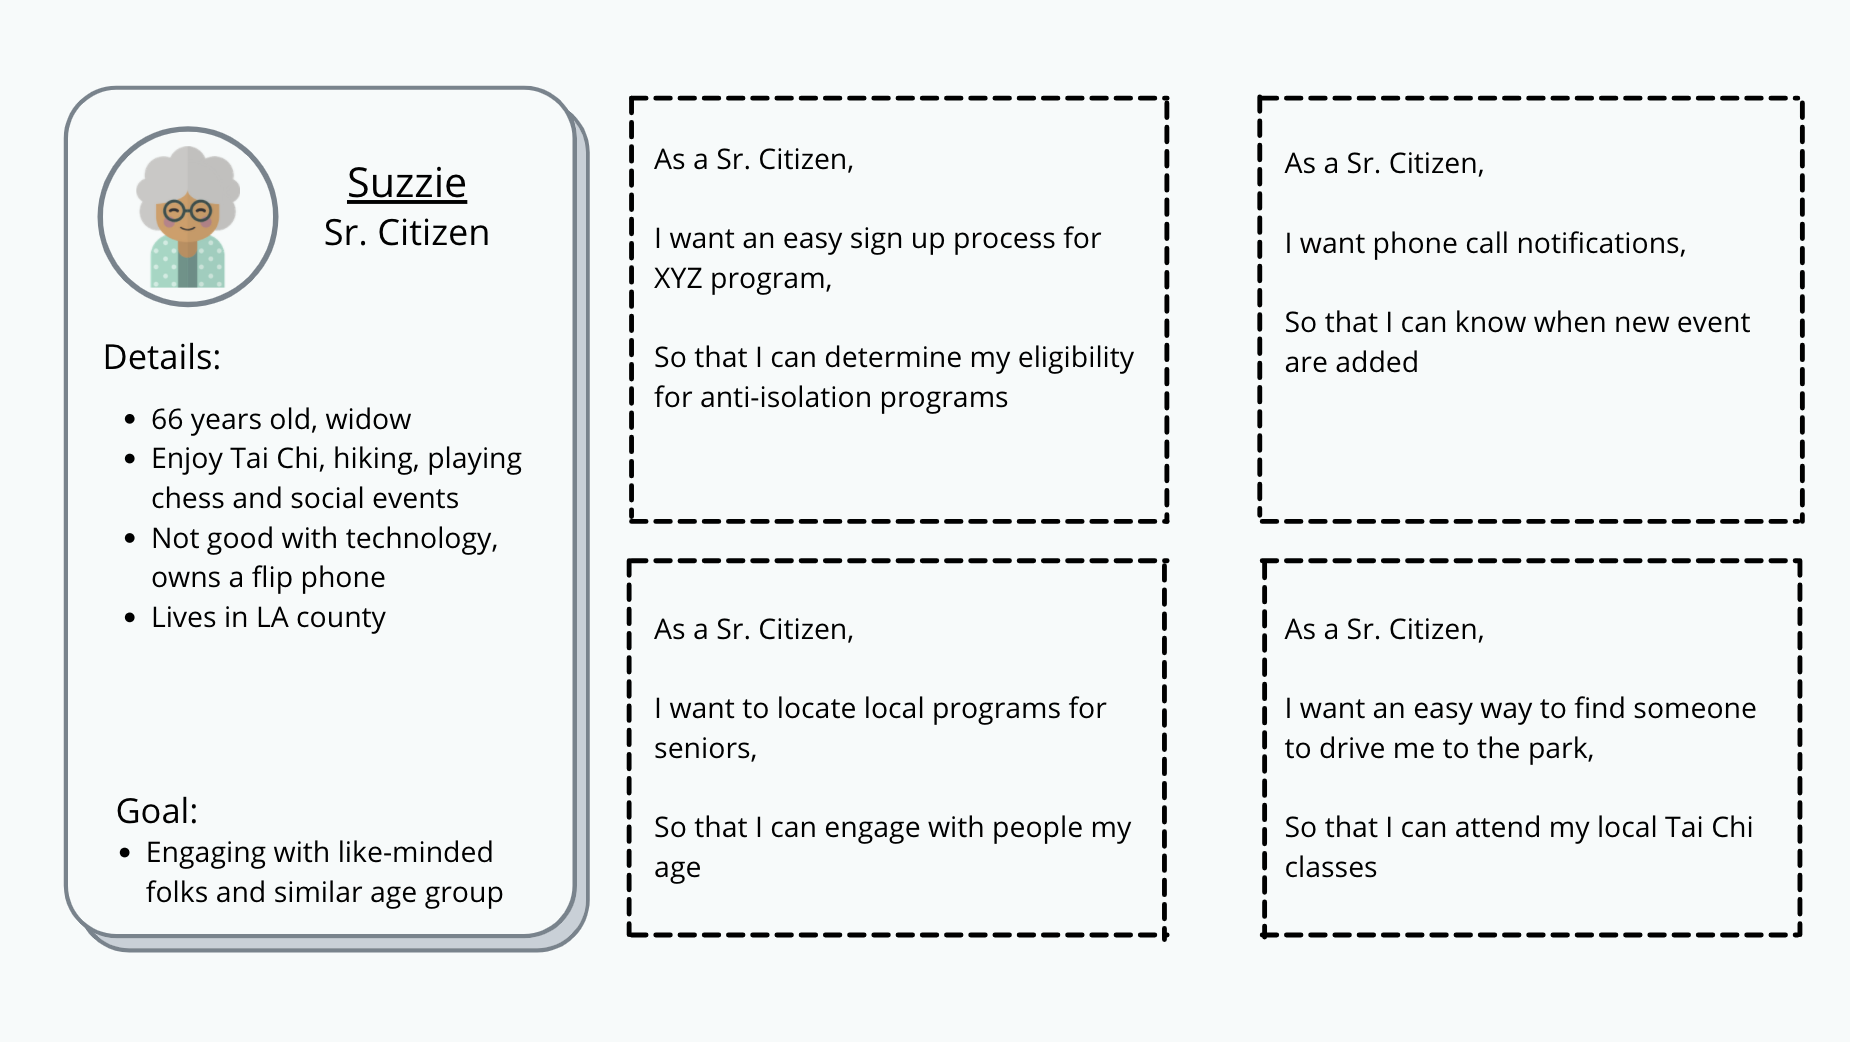 Suzzie
Sr. Citizen
Details:
• 66 years old, widow
• Enjoy Tai Chi, hiking, playing
chess and social events
• Not good with technology,
owns a flip phone
• Lives in LA county
Goal:
• Engaging with like-minded
folks and similar age group
As a Sr. Citizen,
I want an easy sign up process for
XYZ program,
So that I can determine my eligibility
for anti-isolation programs
As a Sr. Citizen,
I want phone call notifications,
So that I can know when new event
are added
As a Sr. Citizen,
I want to locate local programs for
seniors,
So that I can engage with people my
age
As a Sr. Citizen,
I want an easy way to find someone
to drive me to the park,
So that I can attend my local Tai Chi
classes